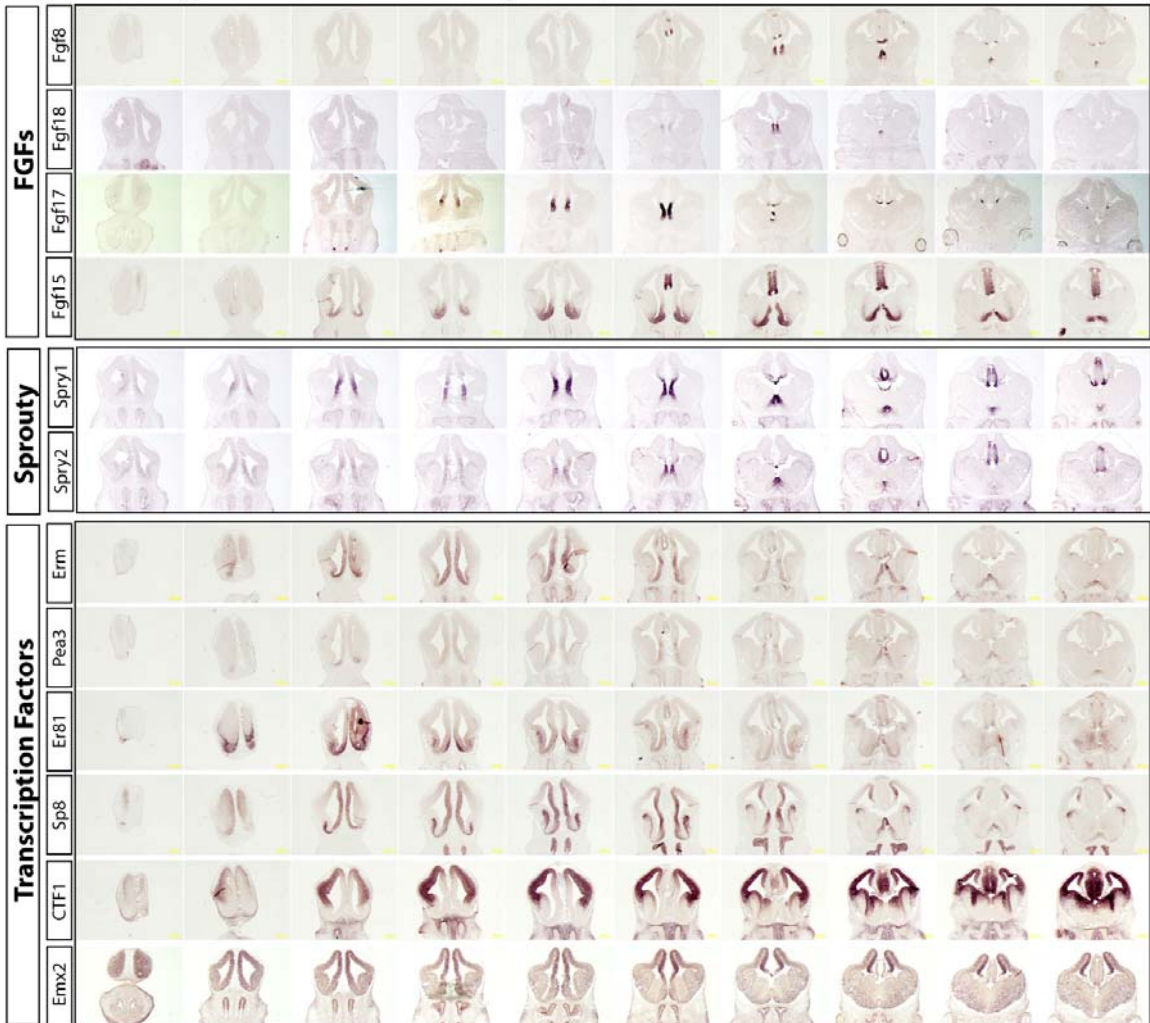 FGFs
Fgf8
Fgf18
Fgf17
Fgf15
Sprouty
Spry1
Spry2
Transcription Factors
Erm
Pea3
Er81
Sp8
CTF1
Emx2